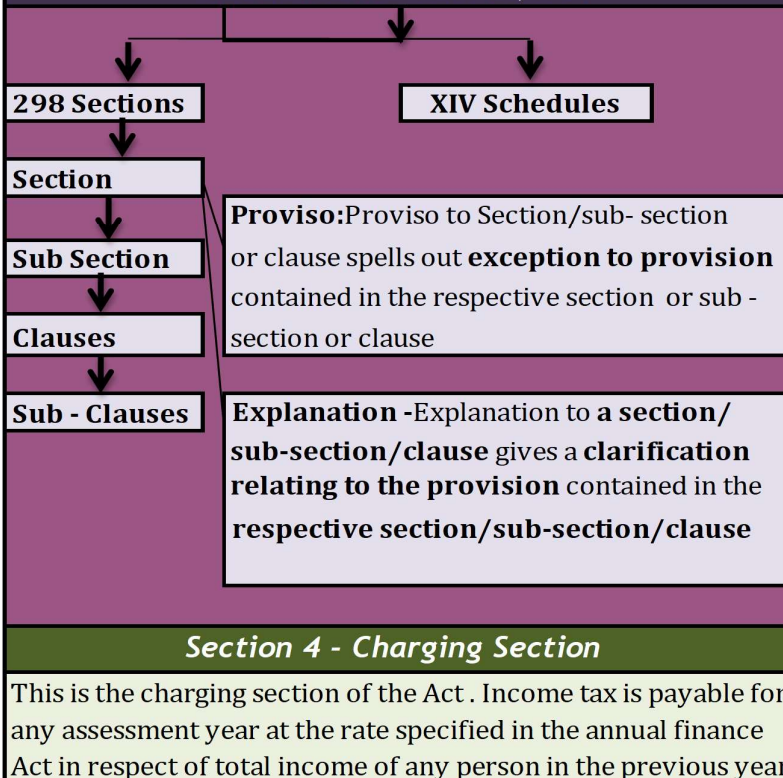 298 Sections
XIV Schedules
Section
Sub Section
Clauses
Sub - Clauses
Proviso:Proviso to Section/sub- section
or clause spells out exception to provision
contained in the respective section or sub -
section or clause
Explanation -Explanation to a section/
sub-section/clause gives a clarification
relating to the provision contained in the
respective section/sub-section/clause
Section 4 - Charging Section
This is the charging section of the Act . Income tax is payable for
any assessment year at the rate specified in the annual finance
Act in respect of total income of any person in the previous yea